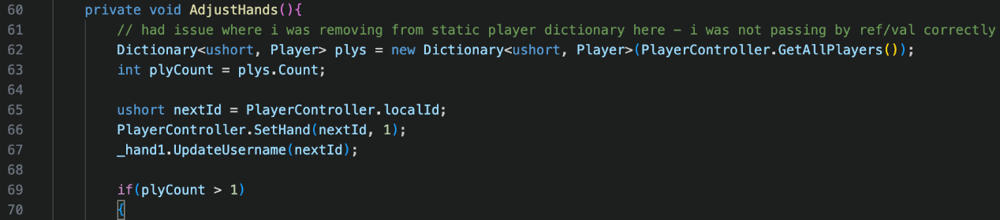 60 private void AdjustHands(){
61 // had issue where i was removing from static player dictionary here - i was not passing by ref/val correctly
62 Dictionary<ushort, Player> plys = new Dictionary<ushort, Player>(PlayerController.GetAllPlayers());
63 int plyCount = plys.Count;
64
65 ushort nextId = PlayerController.localId;
66 PlayerController.SetHand(nextId, 1);
67 _hand1.UpdateUsername(nextId);
68
69 if(plyCount > 1)
70 {